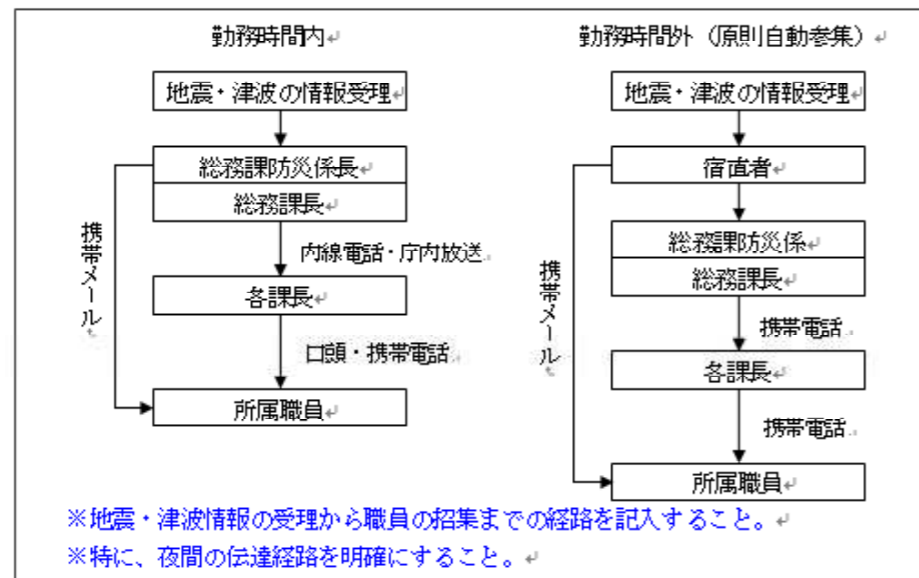 勤務時間内
地震・津波の情報受理
総務課防災係長
総務課長
内線電話・庁内放送
各課長
口頭・携帯電話
所属職員
携帯メール
勤務時間外（原則自動参集）
地震・津波の情報受理
宿直者
総務課防災係
総務課長
携帯電話
各課長
携帯電話
所属職員
携帯メール
※地震・津波情報の受理から職員の招集までの経路を記入すること。
※特に、夜間の伝達経路を明確にすること。